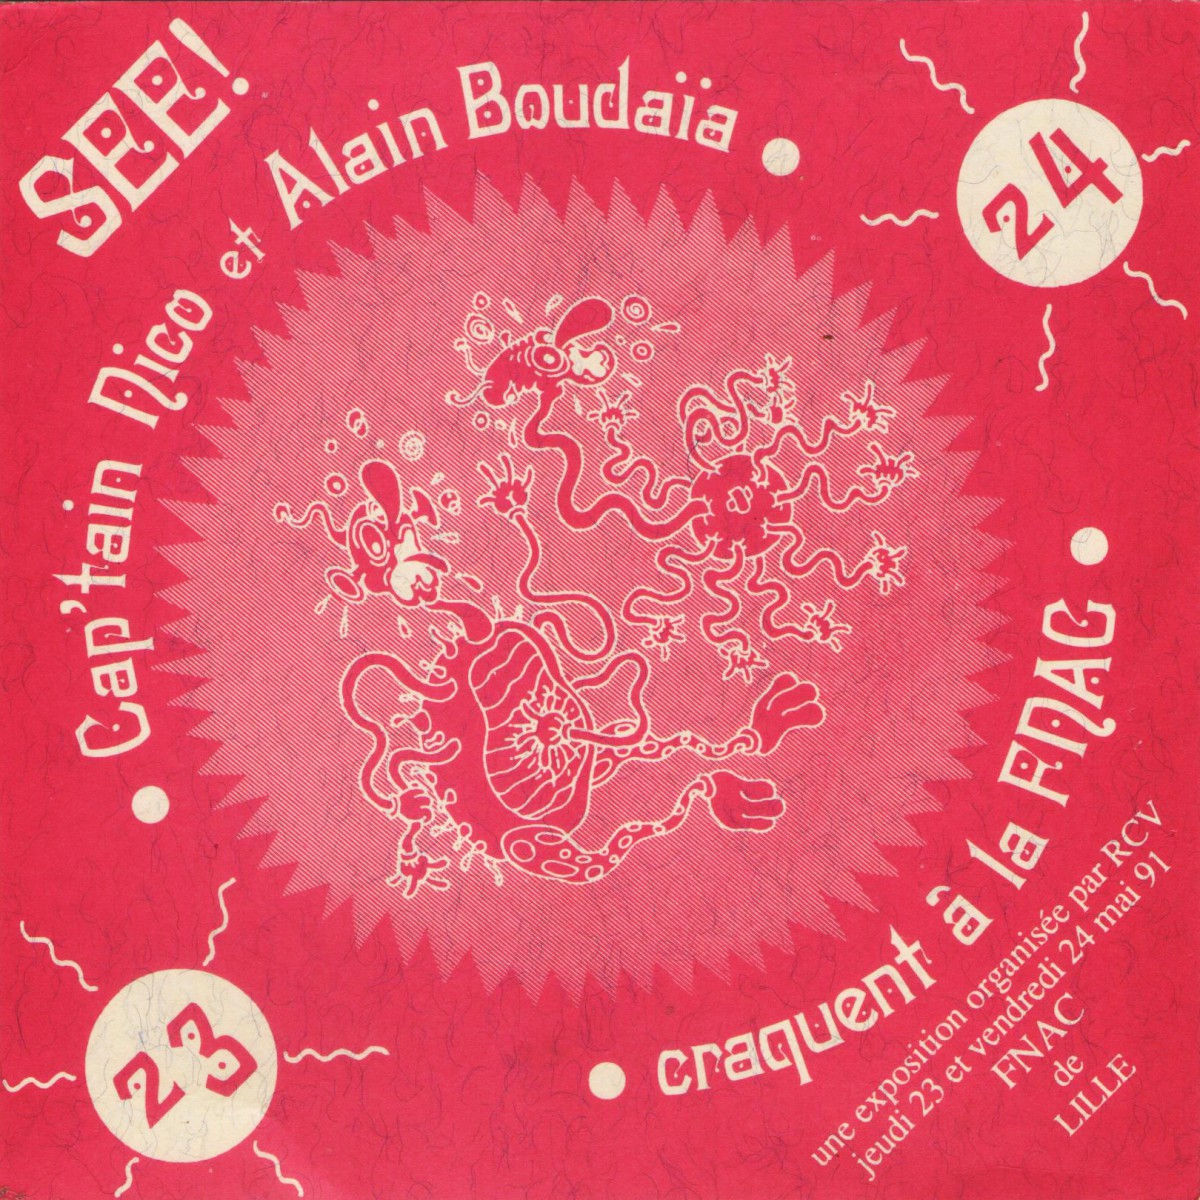 SEE!
Cap'tain Nico et Alain Boudaïa
24
craquent à la FNAC
23
une exposition organisée par RCV
jeudi 23 et vendredi 24 mai 91
FNAC
de
LILLE